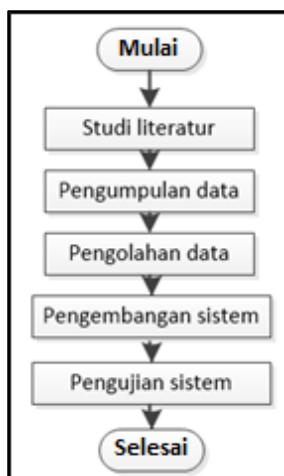 Mulai
Studi literatur
Pengumpulan data
Pengolahan data
Pengembangan sistem
Pengujian sistem
Selesai